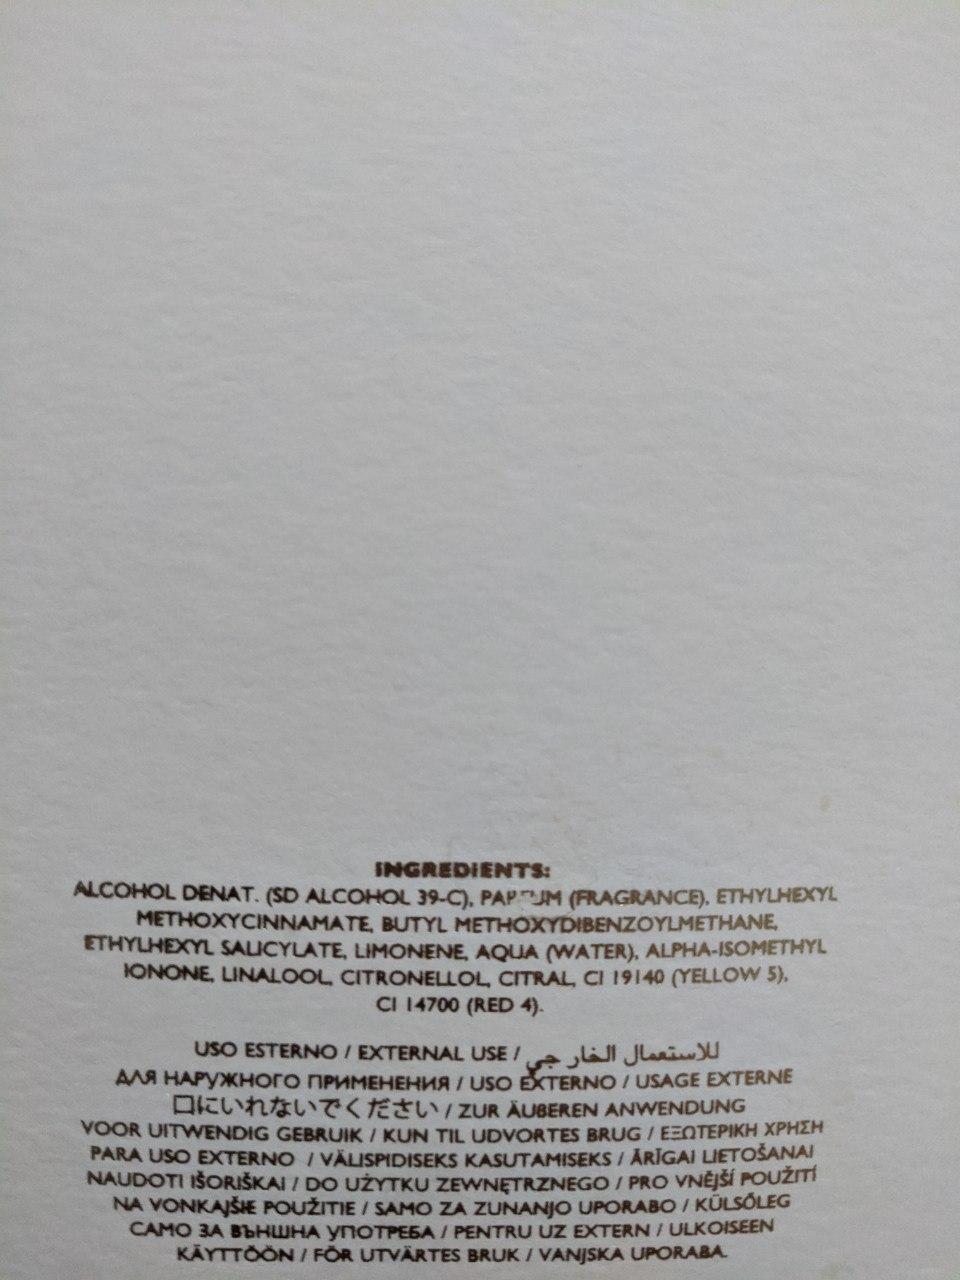 INGREDIENTS:
ALCOHOL DENAT. (SD ALCOHOL 39-C), PARFUM (FRAGRANCE), ETHYLHEXYL
METHOXYCINNAMATE, BUTYL METHOXYDIBENZOYLMETHANE,
ETHYLHEXYL SALICYLATE, LIMONENE, AQUA (WATER), ALPHA-ISOMETHYL
IONONE, LINALOOL, CITRONELLOL, CITRAL, CI 19140 (YELLOW 5),
CI 14700 (RED 4).
USO ESTERNO / EXTERNAL USE / للاستعمال الخارجي
ДЛЯ НАРУЖНОГО ПРИМЕНЕНИЯ / USO EXTERNO / USAGE EXTERNE
口にいれないでください / ZUR ÄUßEREN ANWENDUNG
VOOR UITWENDIG GEBRUIK / KUN TIL UDVORTES BRUG / ΕΞΩΤΕΡΙΚΗ ΧΡΗΣΗ
PARA USO EXTERNO / VÄLISPIDISEKS KASUTAMISEKS / ĀRĪGAI LIETOŠANAI
NAUDOTI IŠORIŠKAI / DO UŻYTKU ZEWNĘTRZNEGO / PRO VNĚJŠÍ POUŽITÍ
NA VONKAJŠIE POUŽITIE / SAMO ZA ZUNANJO UPORABO / KÜLSŐLEG
САМО ЗА ВЪНШНА УПОТРЕБА / PENTRU UZ EXTERN / ULKOISEEN
KÄYTTÖÖN / FÖR UTVÄRTES BRUK / VANJSKA UPORABA.